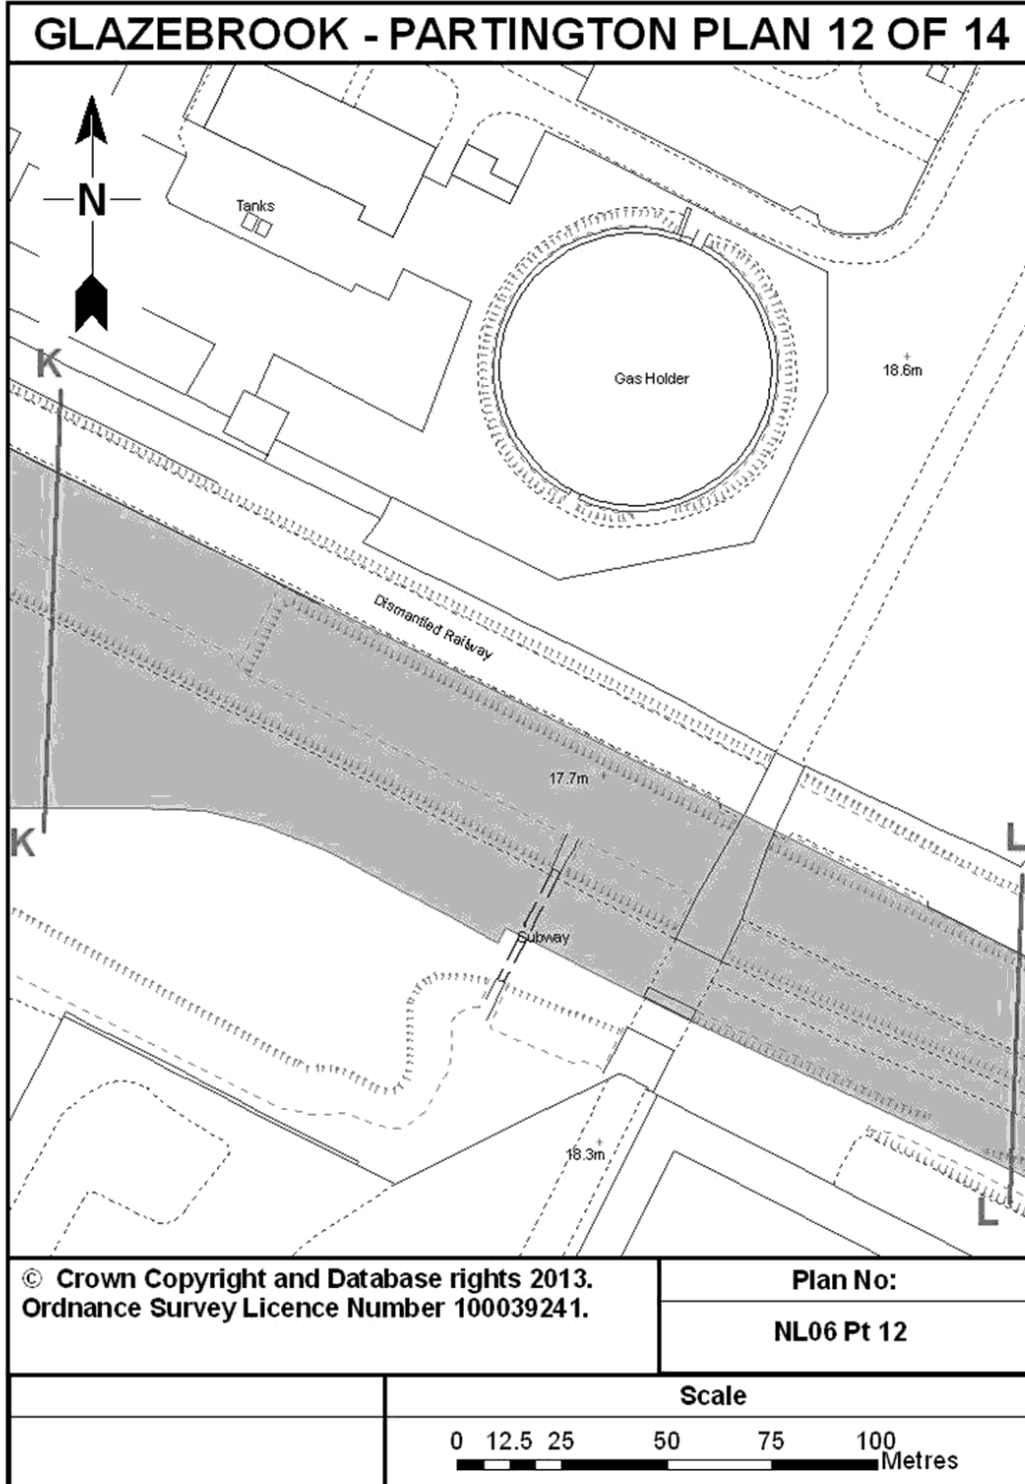 GLAZEBROOK - PARTINGTON PLAN 12 OF 14
N
Tanks
K
Gas Holder
18.6m
Dismantled Railway
17.7m
K
L
Subway
18.3m
L
© Crown Copyright and Database rights 2013.
Ordnance Survey Licence Number 100039241.
Plan No:
NL06 Pt 12
Scale
0 12.5 25 50 75 100
Metres